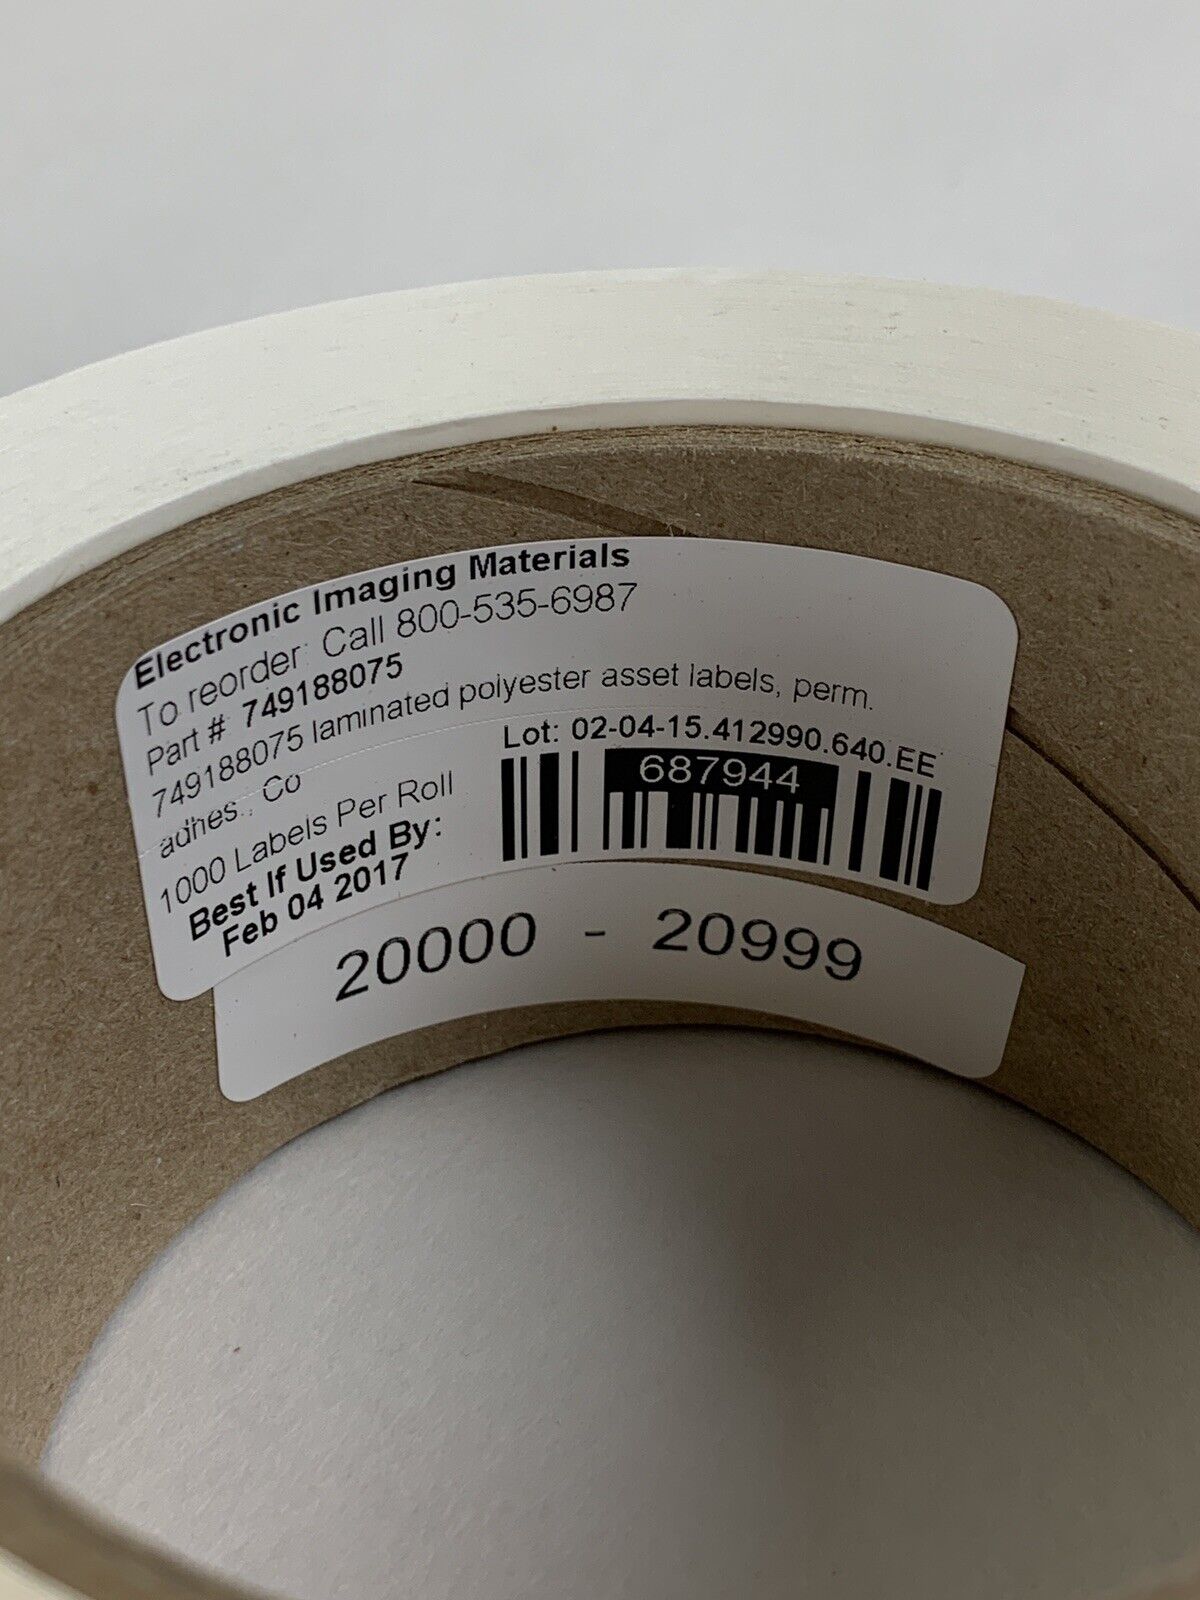 Electronic Imaging Materials
To reorder: Call 800-535-6987
Part # 749188075
749188075 laminated polyester asset labels, perm.
adhes., Co
Lot: 02-04-15.412990.640.EE
687944
1000 Labels Per Roll
Best If Used By:
Feb 04 2017
20000 - 20999